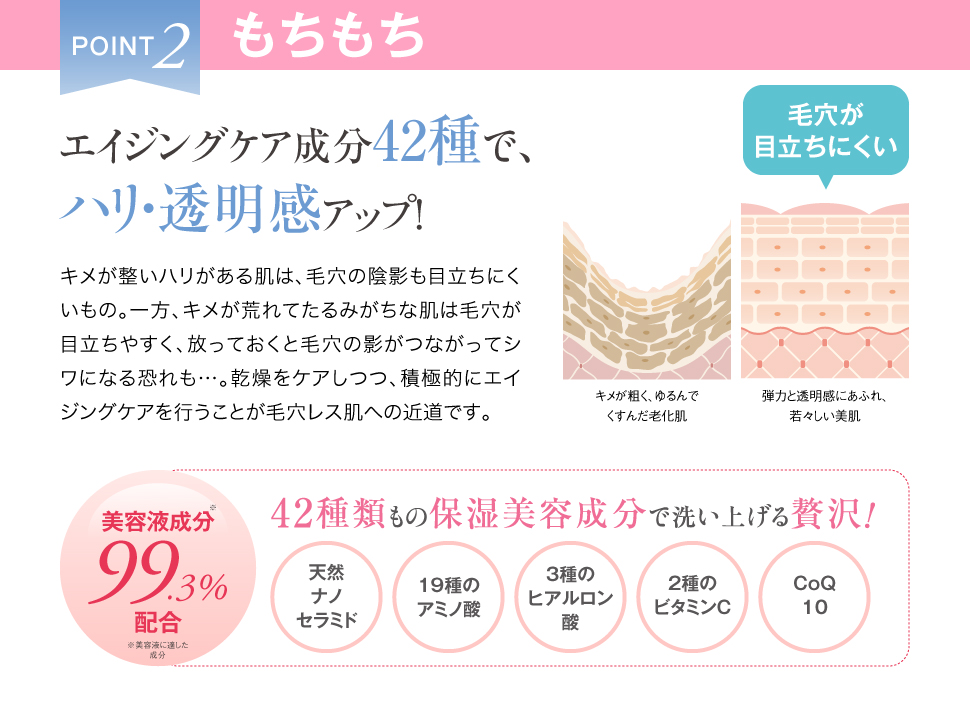 POINT 2
もちもち
エイジングケア成分42種で、
ハリ・透明感アップ!
キメが整いハリがある肌は、毛穴の陰影も目立ちにく
いもの。一方、キメが荒れてたるみがちな肌は毛穴が
目立ちやすく、放っておくと毛穴の影がつながってシ
ワになる恐れも…。乾燥をケアしつつ、積極的にエイ
ジングケアを行うことが毛穴レス肌への近道です。
毛穴が
目立ちにくい
キメが粗く、ゆるんで
くすんだ老化肌
弾力と透明感にあふれ、
若々しい美肌
美容液成分※
99.3%
配合
※美容液に適した
成分
42種類もの保湿美容成分で洗い上げる贅沢!
天然
ナノ
セラミド
19種の
アミノ酸
3種の
ヒアルロン
酸
2種の
ビタミンC
CoQ
10